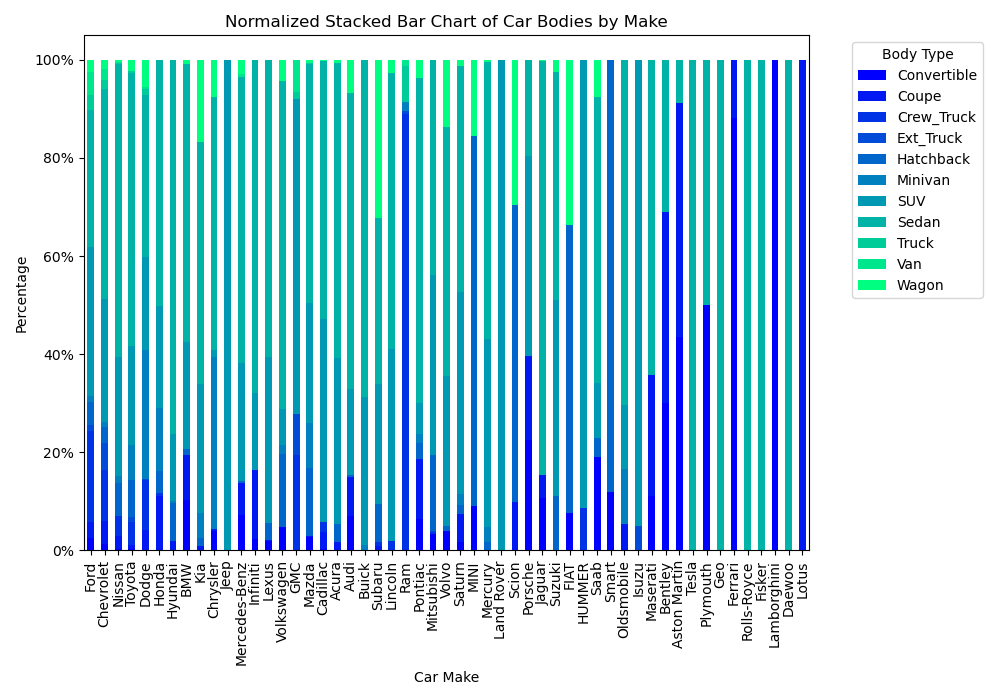 Normalized Stacked Bar Chart of Car Bodies by Make
Percentage
100%
80%
60%
40%
20%
0%
Ford
Chevrolet
Nissan
Toyota
Dodge
Honda
Hyundai
BMW
Kia
Chrysler
Jeep
Mercedes-Benz
Infiniti
Lexus
Volkswagen
GMC
Mazda
Cadillac
Acura
Audi
Buick
Subaru
Lincoln
Ram
Pontiac
Mitsubishi
Volvo
Saturn
MINI
Mercury
Land Rover
Scion
Porsche
Jaguar
Suzuki
FIAT
HUMMER
Saab
Smart
Oldsmobile
Isuzu
Maserati
Bentley
Aston Martin
Tesla
Plymouth
Geo
Ferrari
Rolls-Royce
Fisker
Lamborghini
Daewoo
Lotus
Car Make
Body Type
Convertible
Coupe
Crew_Truck
Ext_Truck
Hatchback
Minivan
SUV
Sedan
Truck
Van
Wagon